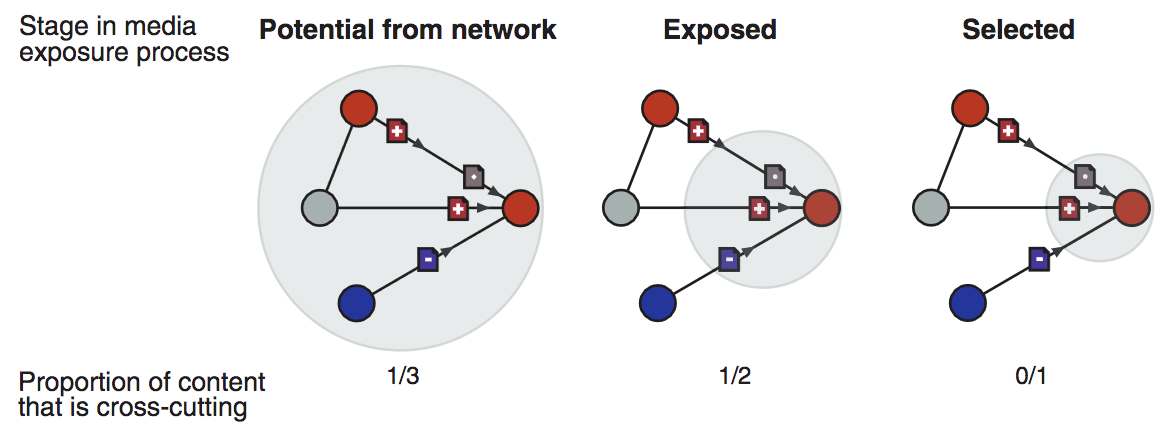 Stage in media
exposure process
Potential from network
Exposed
Selected
+
+
-
+
+
-
+
+
-
1/3
1/2
0/1
Proportion of content
that is cross-cutting